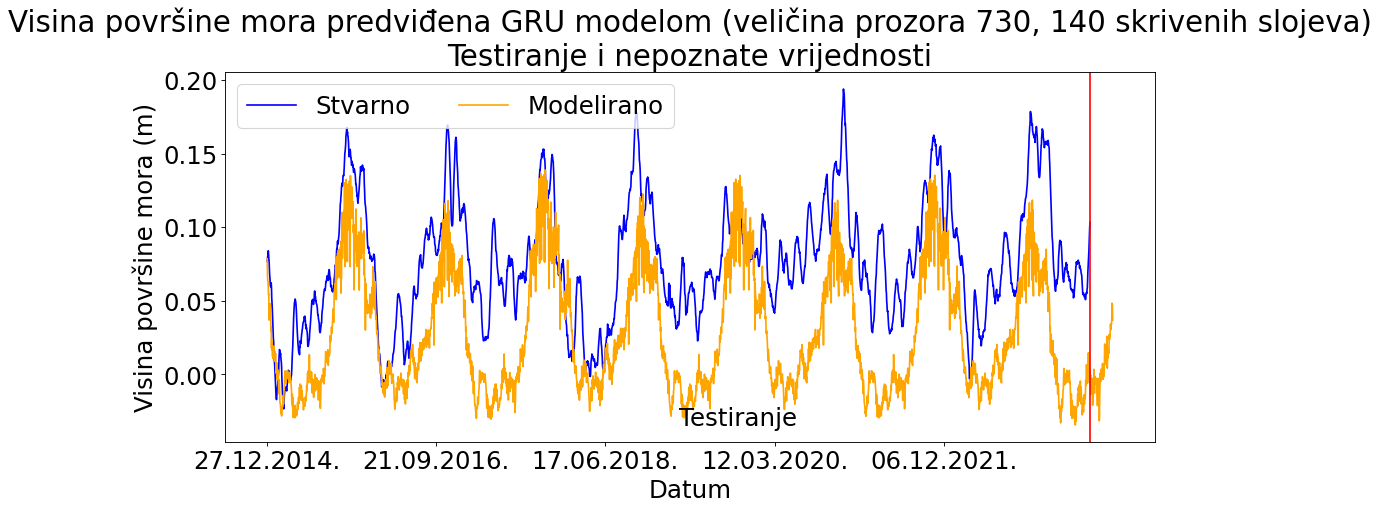 Visina površine mora predviđena GRU modelom (veličina prozora 730, 140 skrivenih slojeva)
Testiranje i nepoznate vrijednosti
Stvarno
Modelirano
Visina površine mora (m)
0.20
0.15
0.10
0.05
0.00
Testiranje
27.12.2014. 21.09.2016. 17.06.2018. 12.03.2020. 06.12.2021.
Datum